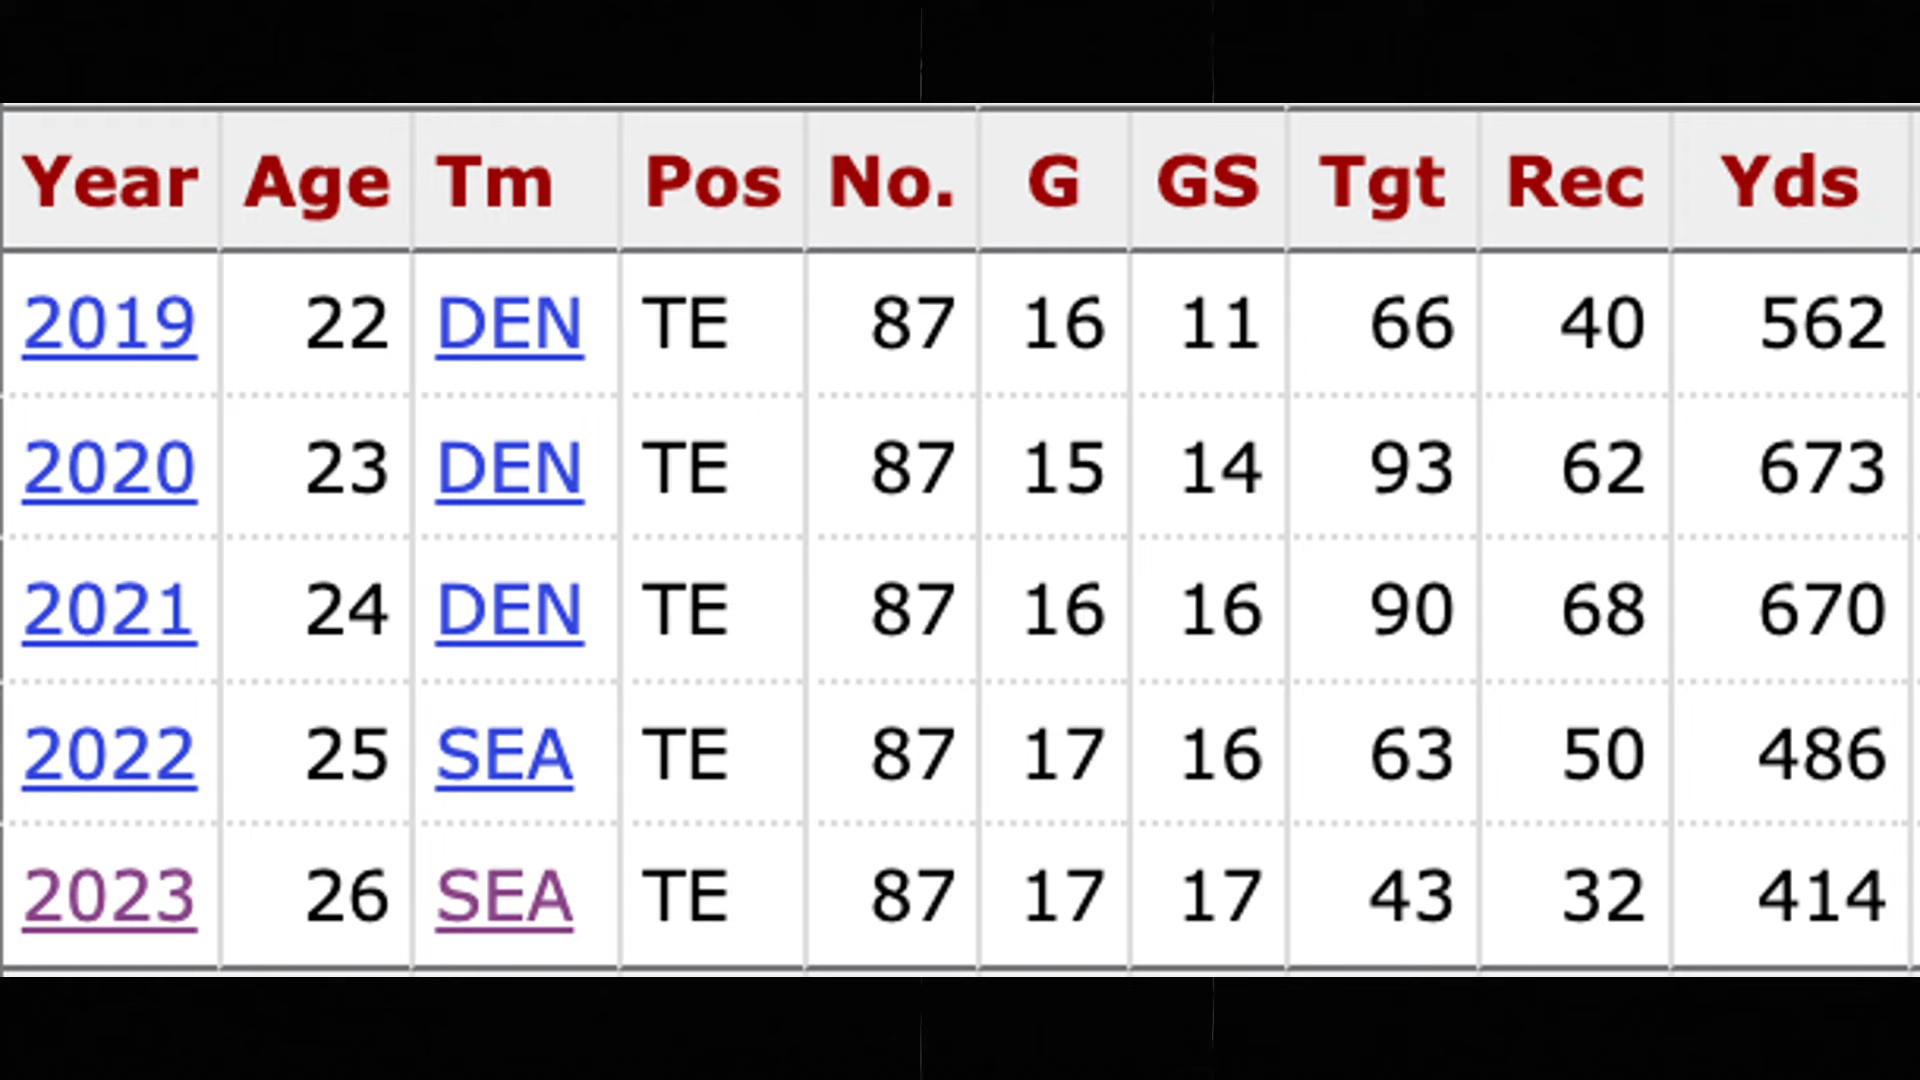 Year Age Tm Pos No. G GS Tgt Rec Yds
2019 22 DEN TE 87 16 11 66 40 562
2020 23 DEN TE 87 15 14 93 62 673
2021 24 DEN TE 87 16 16 90 68 670
2022 25 SEA TE 87 17 16 63 50 486
2023 26 SEA TE 87 17 17 43 32 414